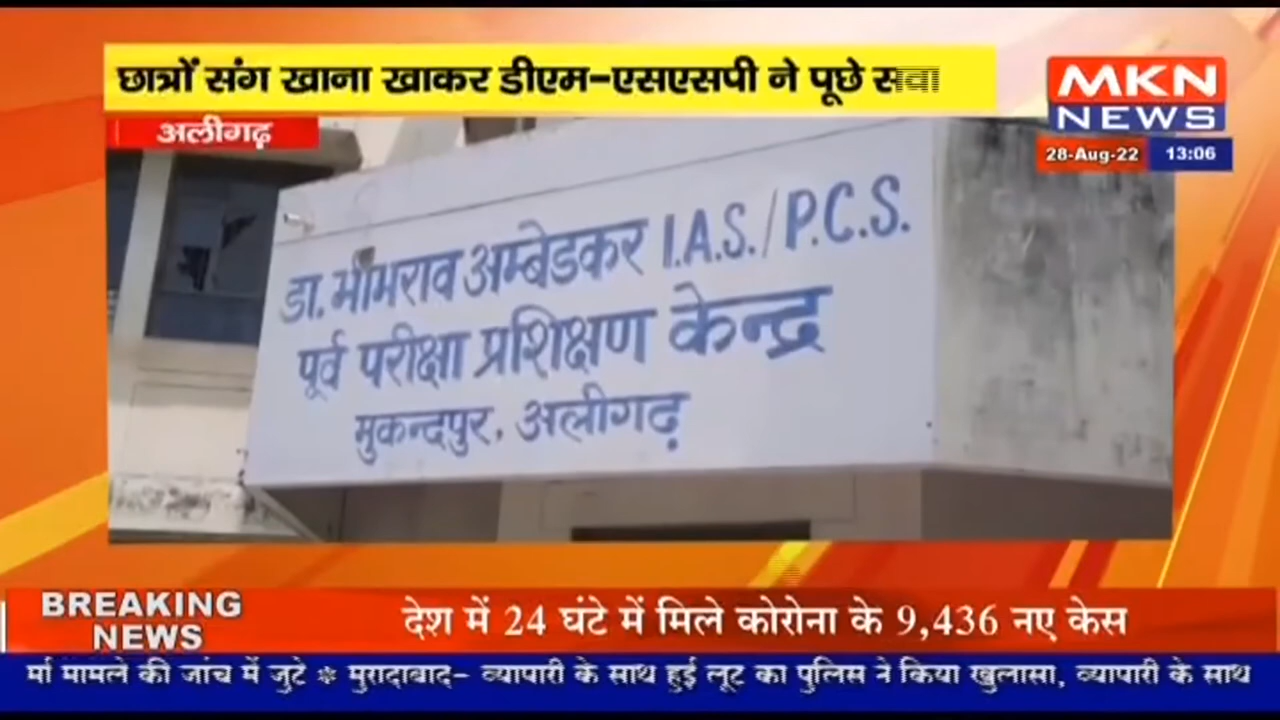 छात्रों संग खाना खाकर डीएम-एसएसपी ने पूछे
MKN
NEWS
अलीगढ़
28-Aug-22 13:06
डा. भीमराव अम्बेडकर I.A.S./P.C.S.
पूर्व परीक्षा प्रशिक्षण केन्द्र
मुकन्दपुर, अलीगढ़
BREAKING
NEWS
देश में 24 घंटे में मिले कोरोना के 9,436 नए केस
मामले की जांच में जुटे * मुरादाबाद- व्यापारी के साथ हुई लूट का पुलिस ने किया खुलासा, व्यापारी के साथ